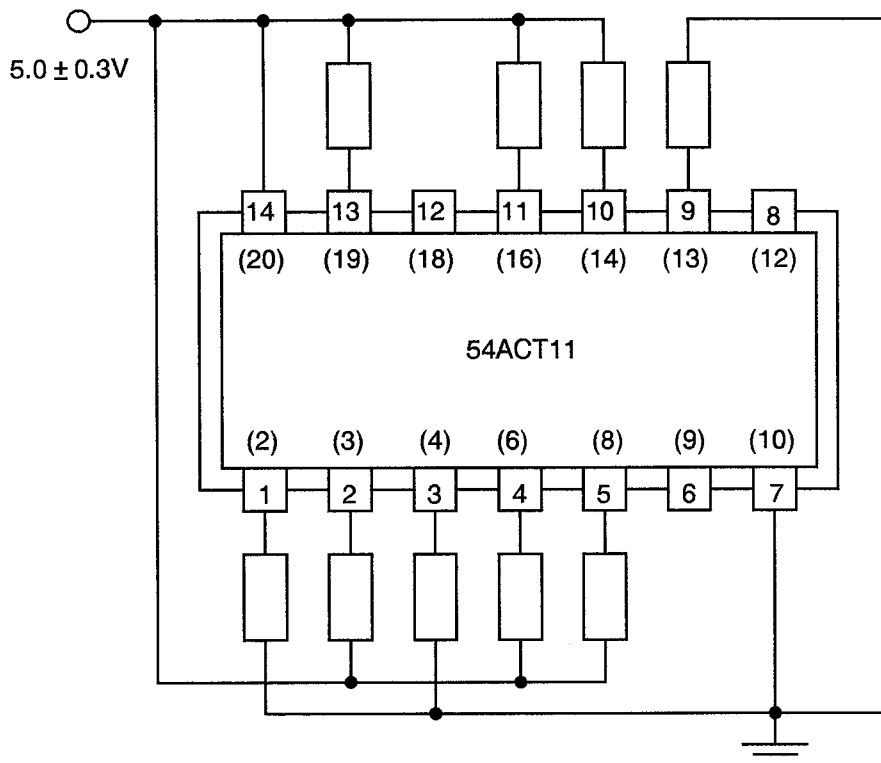 5.0 ± 0.3V
14 13 12 11 10 9 8
(20) (19) (18) (16) (14) (13) (12)
54ACT11
(2) (3) (4) (6) (8) (9) (10)
1 2 3 4 5 6 7